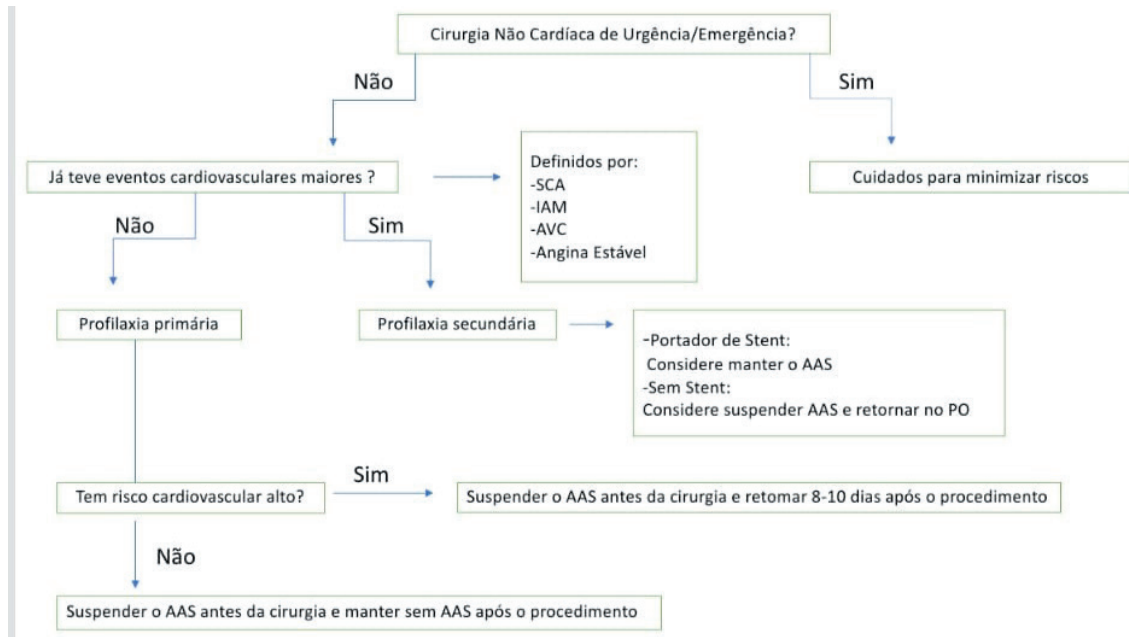 Cirurgia Não Cardíaca de Urgência/Emergência?
Não
Sim
Já teve eventos cardiovasculares maiores ?
Definidos por:
-SCA
-IAM
-AVC
-Angina Estável
Cuidados para minimizar riscos
Não
Sim
Profilaxia primária
Profilaxia secundária
-Portador de Stent:
Considere manter o AAS
-Sem Stent:
Considere suspender AAS e retornar no PO
Tem risco cardiovascular alto?
Sim
Suspender o AAS antes da cirurgia e retomar 8-10 dias após o procedimento
Não
Suspender o AAS antes da cirurgia e manter sem AAS após o procedimento